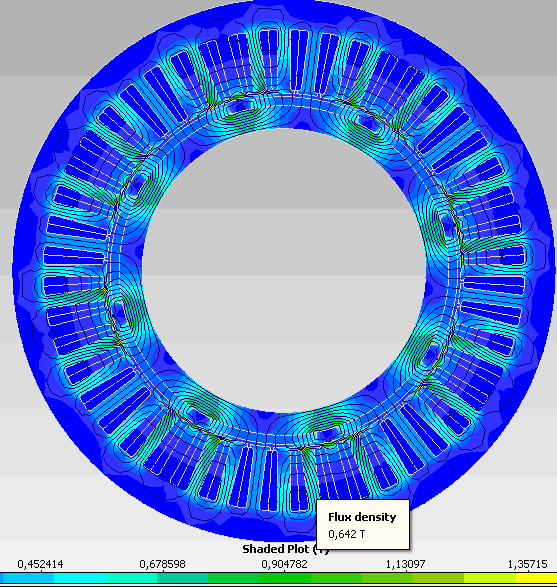 Flux density
0,642 T
Shaded Plot (T)
0,452414 0,678598 0,904782 1,13097 1,35715